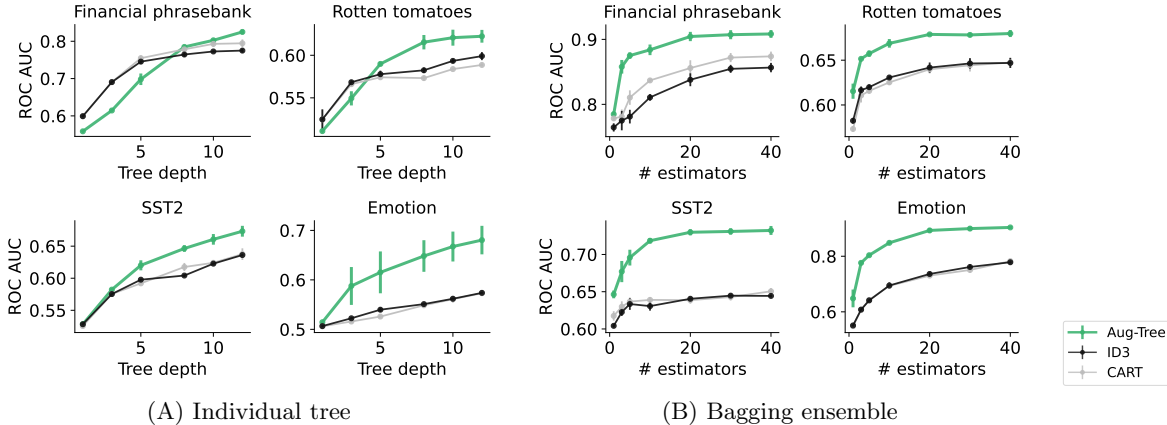 Financial phrasebank
ROC AUC
0.8
0.7
0.6
5
10
Tree depth
Rotten tomatoes
0.60
0.55
5
10
Tree depth
SST2
ROC AUC
0.65
0.60
0.55
5
10
Tree depth
Emotion
0.7
0.6
0.5
5
10
Tree depth
(A) Individual tree
Financial phrasebank
ROC AUC
0.9
0.8
0
20
40
# estimators
Rotten tomatoes
0.65
0.60
0
20
40
# estimators
SST2
ROC AUC
0.70
0.65
0.60
0
20
40
# estimators
Emotion
0.8
0.6
0
20
40
# estimators
(B) Bagging ensemble
Aug-Tree
ID3
CART